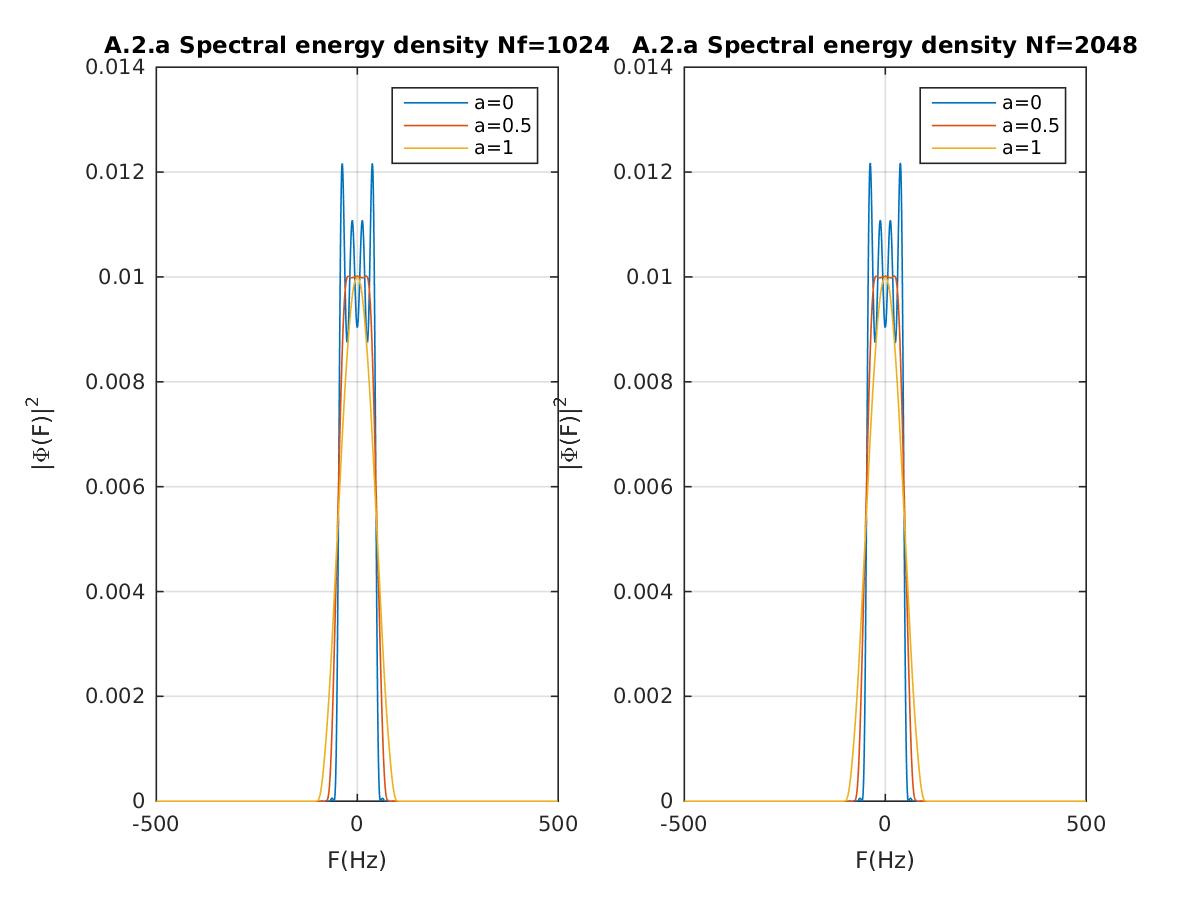 A.2.a Spectral energy density Nf=1024
0.014
0.012
0.01
0.008
0.006
0.004
0.002
0
-500
0
500
F(Hz)
|Φ(F)|²
a=0
a=0.5
a=1
A.2.a Spectral energy density Nf=2048
0.014
0.012
0.01
0.008
0.006
0.004
0.002
0
-500
0
500
F(Hz)
|Φ(F)|²
a=0
a=0.5
a=1